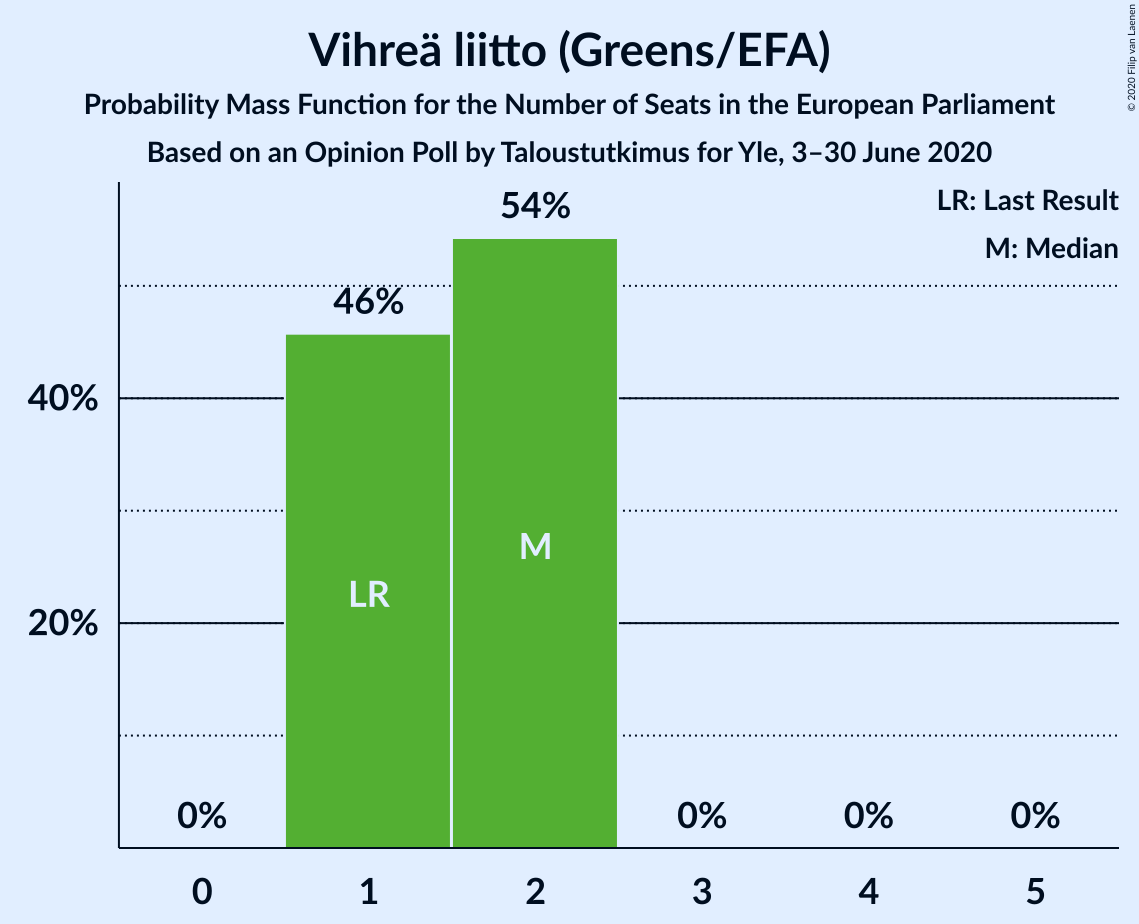 Vihreä liitto (Greens/EFA)
Probability Mass Function for the Number of Seats in the European Parliament
Based on an Opinion Poll by Taloustutkimus for Yle, 3–30 June 2020
© 2020 Filip van Laenen
LR: Last Result
M: Median
54%
46%
40%
M
LR
20%
0% 0% 0% 0%
0 1 2 3 4 5